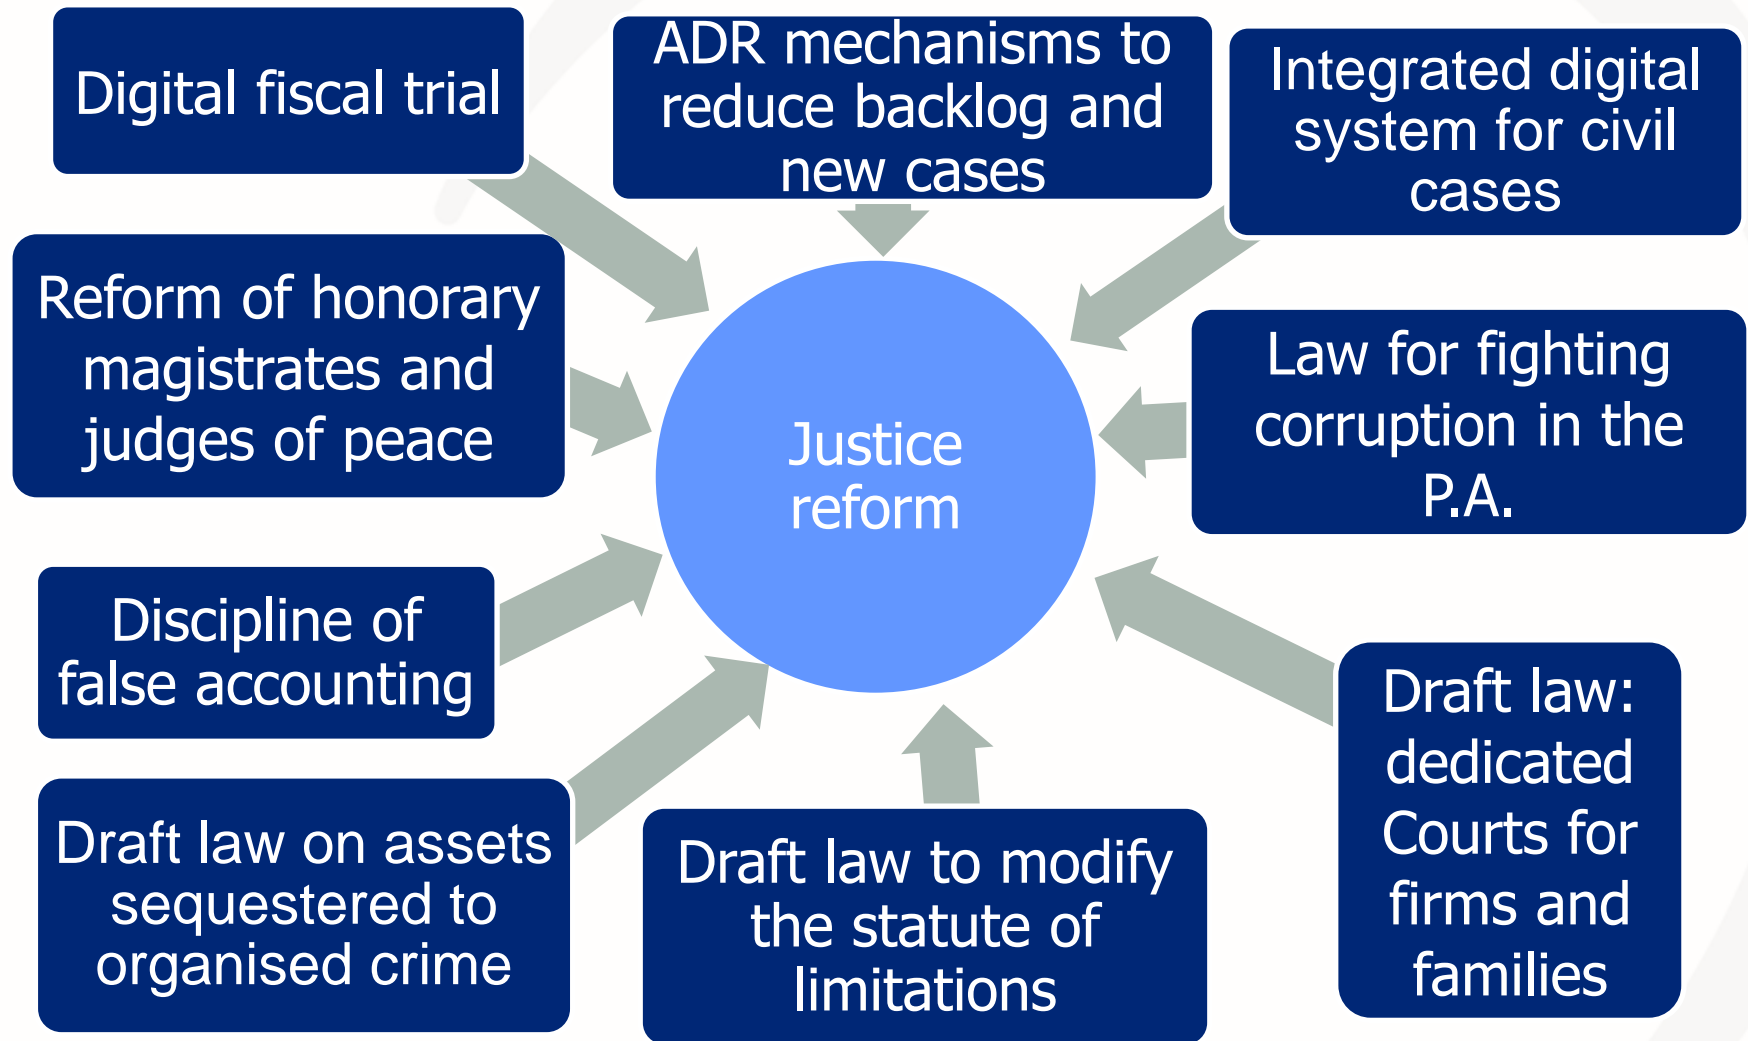 Digital fiscal trial
ADR mechanisms to
reduce backlog and
new cases
Integrated digital
system for civil
cases
Reform of honorary
magistrates and
judges of peace
Justice
reform
Law for fighting
corruption in the
P.A.
Discipline of
false accounting
Draft law:
dedicated
Courts for
firms and
families
Draft law on assets
sequestered to
organised crime
Draft law to modify
the statute of
limitations